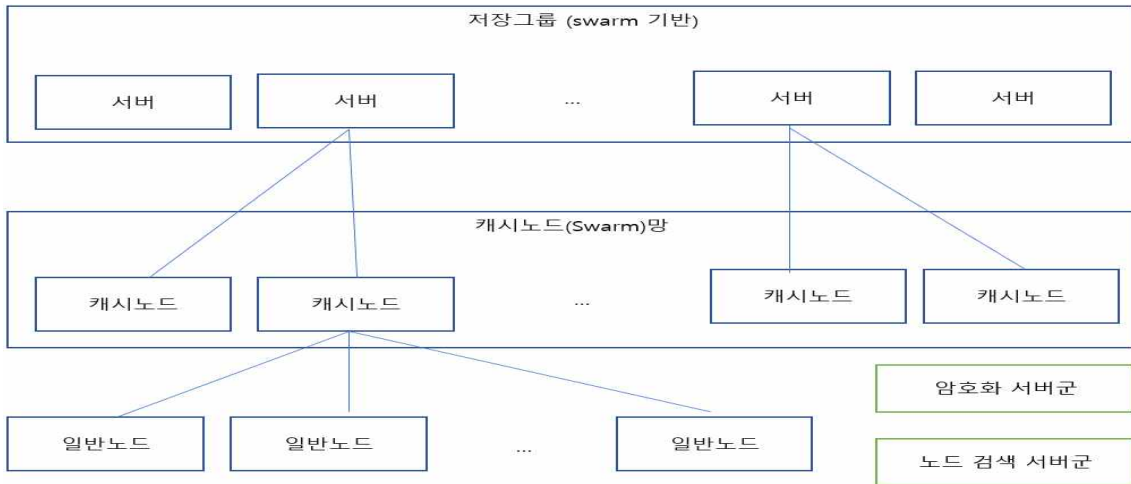 저장그룹 (swarm 기반)
서버
서버
...
서버
서버
캐시노드(Swarm)망
캐시노드
캐시노드
...
캐시노드
캐시노드
암호화 서버군
일반노드
일반노드
...
일반노드
노드 검색 서버군